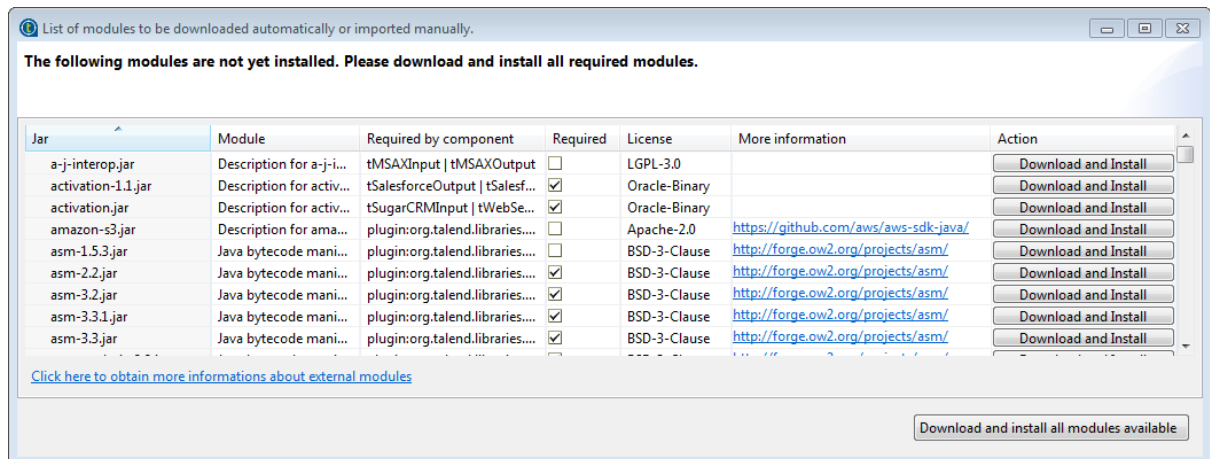 List of modules to be downloaded automatically or imported manually.
The following modules are not yet installed. Please download and install all required modules.
Jar Module Required by component Required License More information Action
a-j-interop.jar Description for a-j-i... tMSAXInput | tMSAXOutput LGPL-3.0 Download and Install
activation-1.1.jar Description for activ... tSalesforceOutput | tSalesf... Oracle-Binary Download and Install
activation.jar Description for activ... tSugarCRMInput | tWebSe... Oracle-Binary Download and Install
amazon-s3.jar Description for ama... plugin:org.talend.libraries.... Apache-2.0 https://github.com/aws/aws-sdk-java/ Download and Install
asm-1.5.3.jar Java bytecode mani... plugin:org.talend.libraries.... BSD-3-Clause http://forge.ow2.org/projects/asm/ Download and Install
asm-2.2.jar Java bytecode mani... plugin:org.talend.libraries.... BSD-3-Clause http://forge.ow2.org/projects/asm/ Download and Install
asm-3.2.jar Java bytecode mani... plugin:org.talend.libraries.... BSD-3-Clause http://forge.ow2.org/projects/asm/ Download and Install
asm-3.3.1.jar Java bytecode mani... plugin:org.talend.libraries.... BSD-3-Clause http://forge.ow2.org/projects/asm/ Download and Install
asm-3.3.jar Java bytecode mani... plugin:org.talend.libraries.... BSD-3-Clause http://forge.ow2.org/projects/asm/ Download and Install
Click here to obtain more informations about external modules
Download and install all modules available